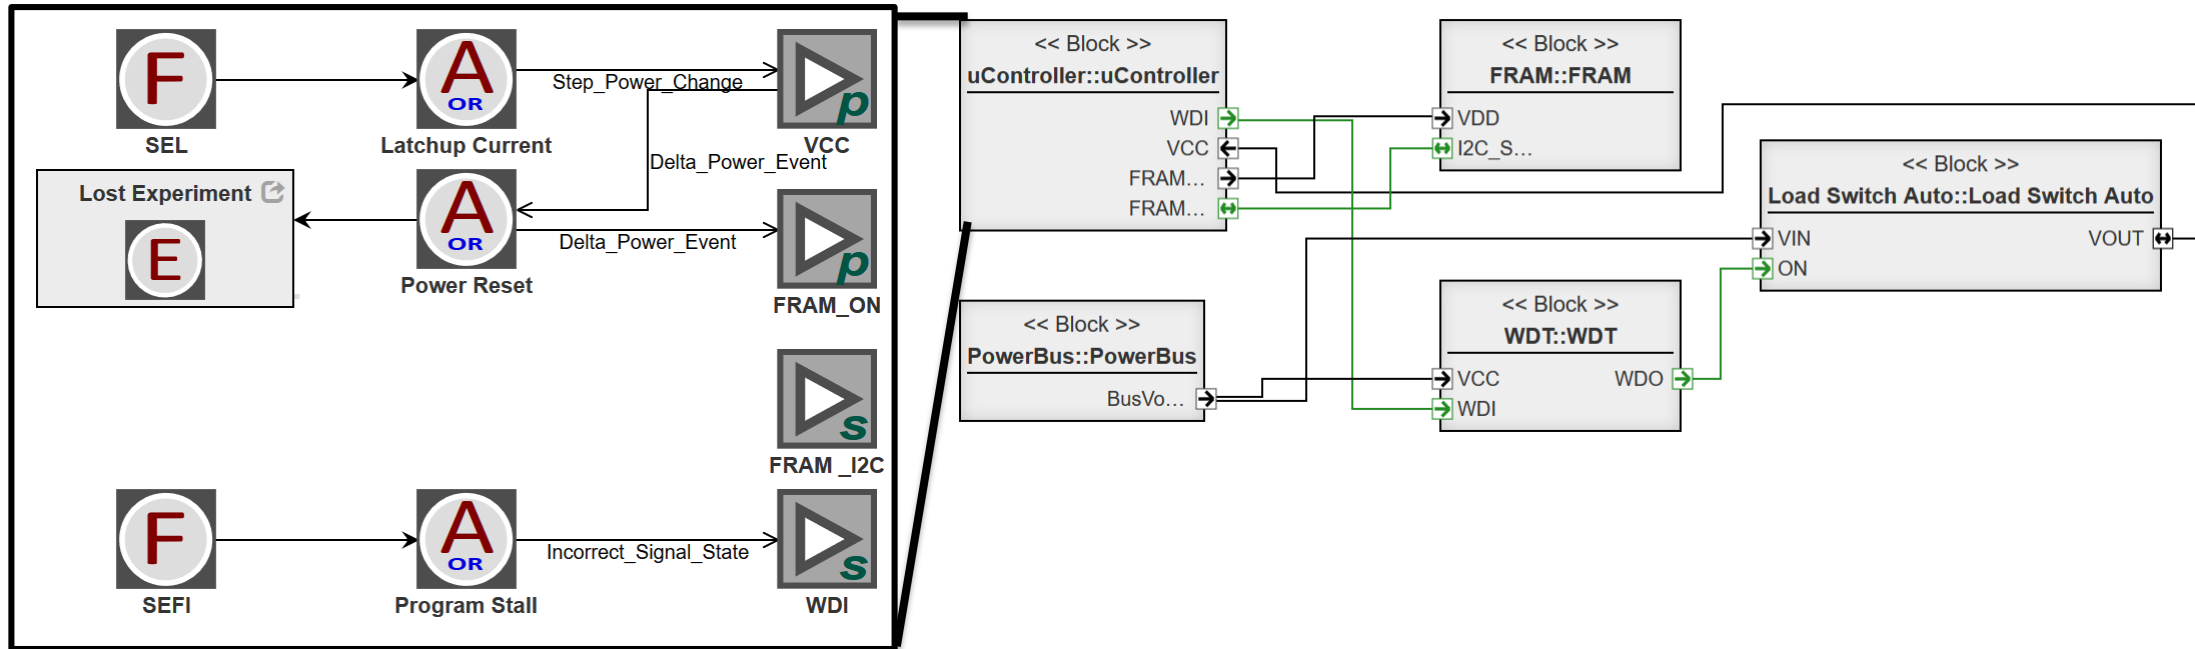 F
SEL
A
OR
Latchup Current
Step_Power_Change
p
VCC
Delta_Power_Event
Lost Experiment
E
A
OR
Power Reset
Delta_Power_Event
p
FRAM_ON
s
FRAM _I2C
F
SEFI
A
OR
Program Stall
Incorrect_Signal_State
s
WDI
<< Block >>
uController::uController
WDI
VCC
FRAM...
FRAM...
<< Block >>
FRAM::FRAM
VDD
I2C_S...
<< Block >>
Load Switch Auto::Load Switch Auto
VIN
VOUT
ON
<< Block >>
PowerBus::PowerBus
BusVo...
<< Block >>
WDT::WDT
VCC
WDO
WDI